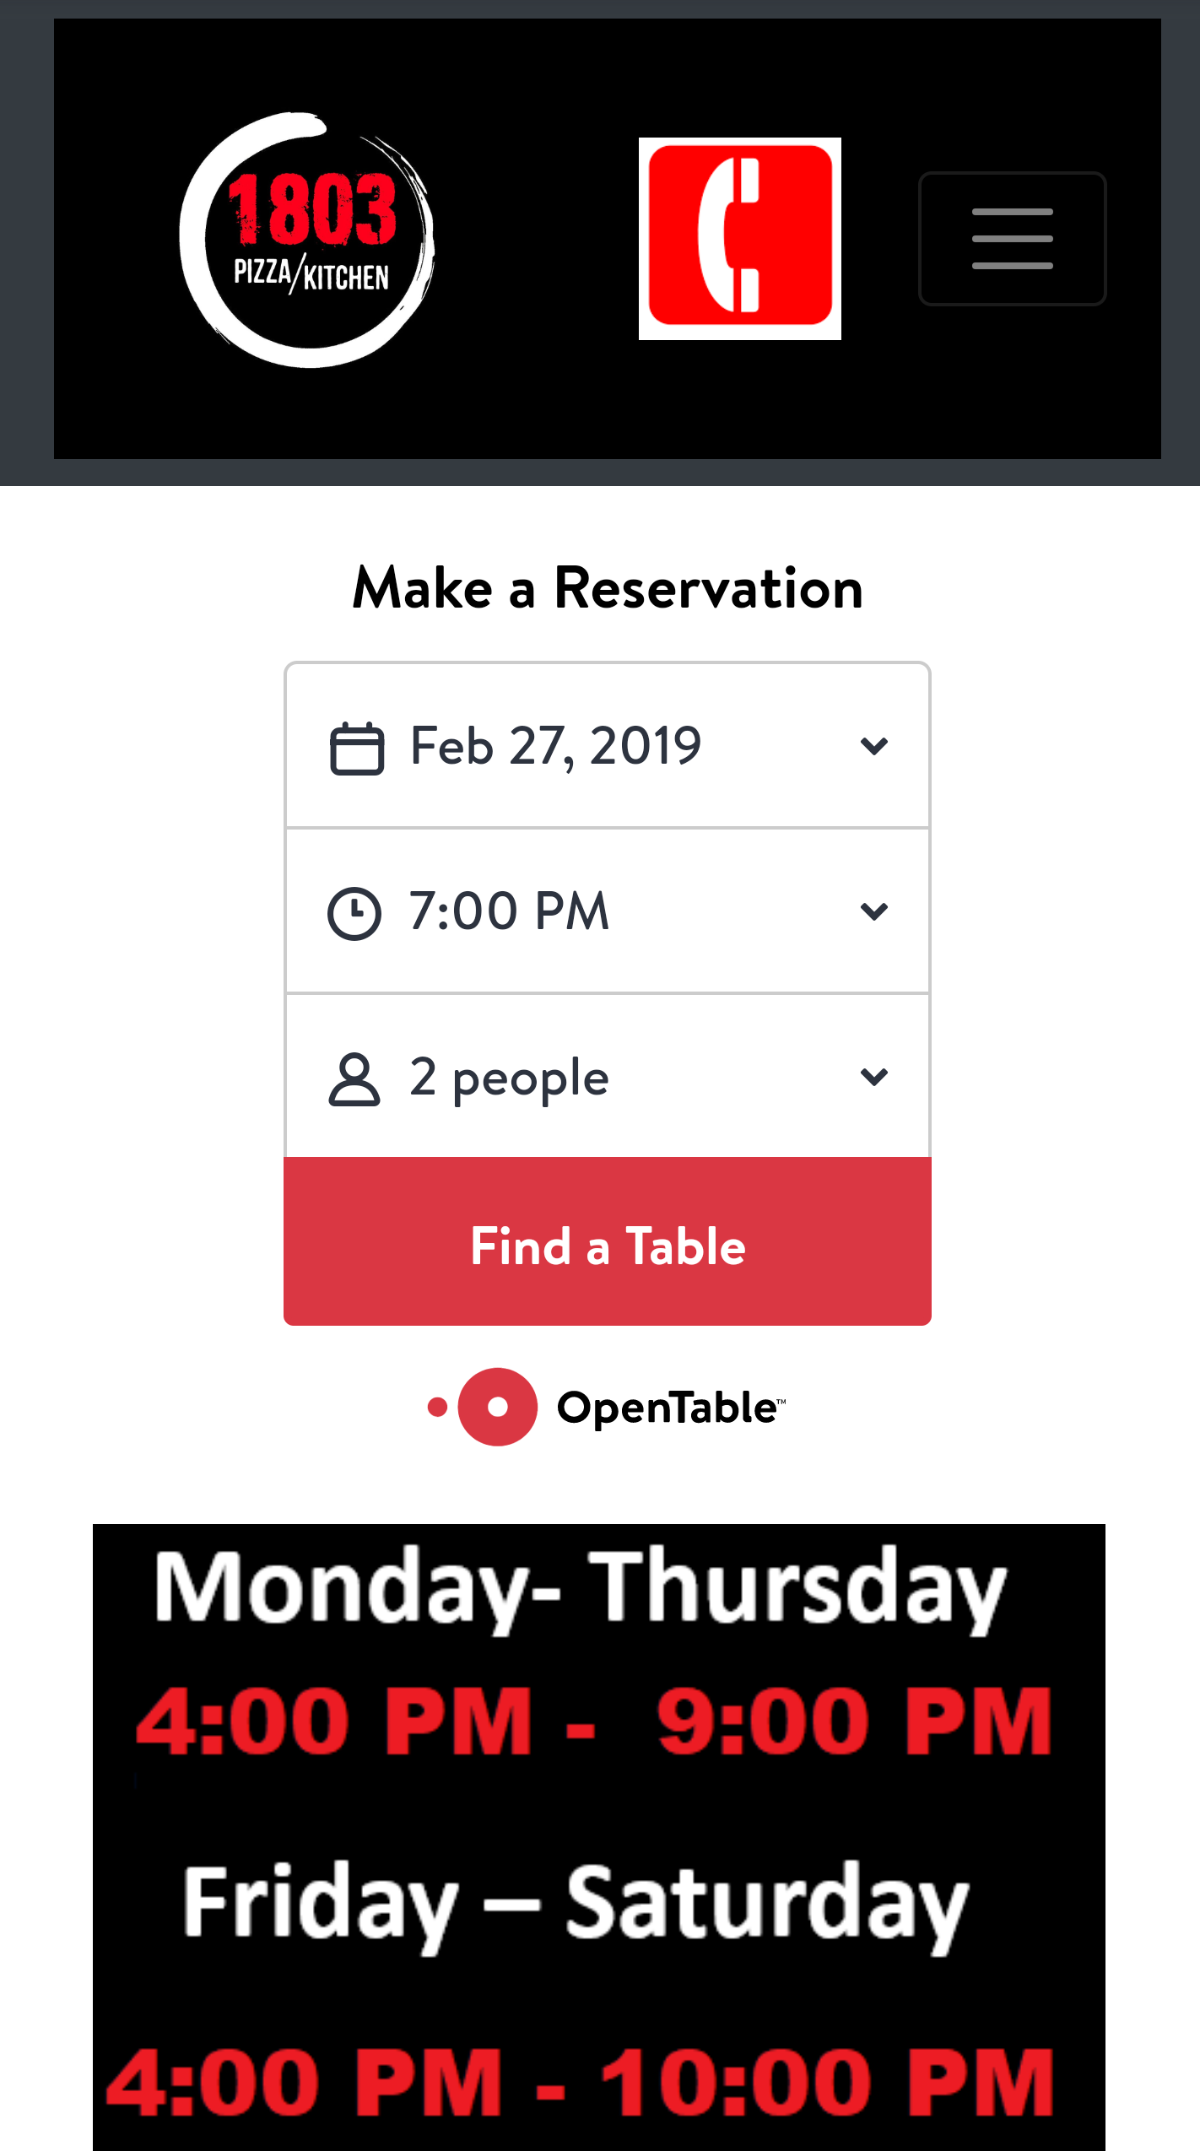 1803
PIZZA/KITCHEN
Make a Reservation
Feb 27, 2019
7:00 PM
2 people
Find a Table
OpenTable™
Monday- Thursday
4:00 PM - 9:00 PM
Friday – Saturday
4:00 PM - 10:00 PM